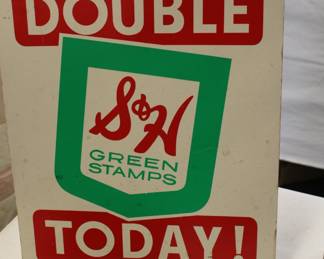 DOUBLE
S&H
GREEN
STAMPS
TODAY!